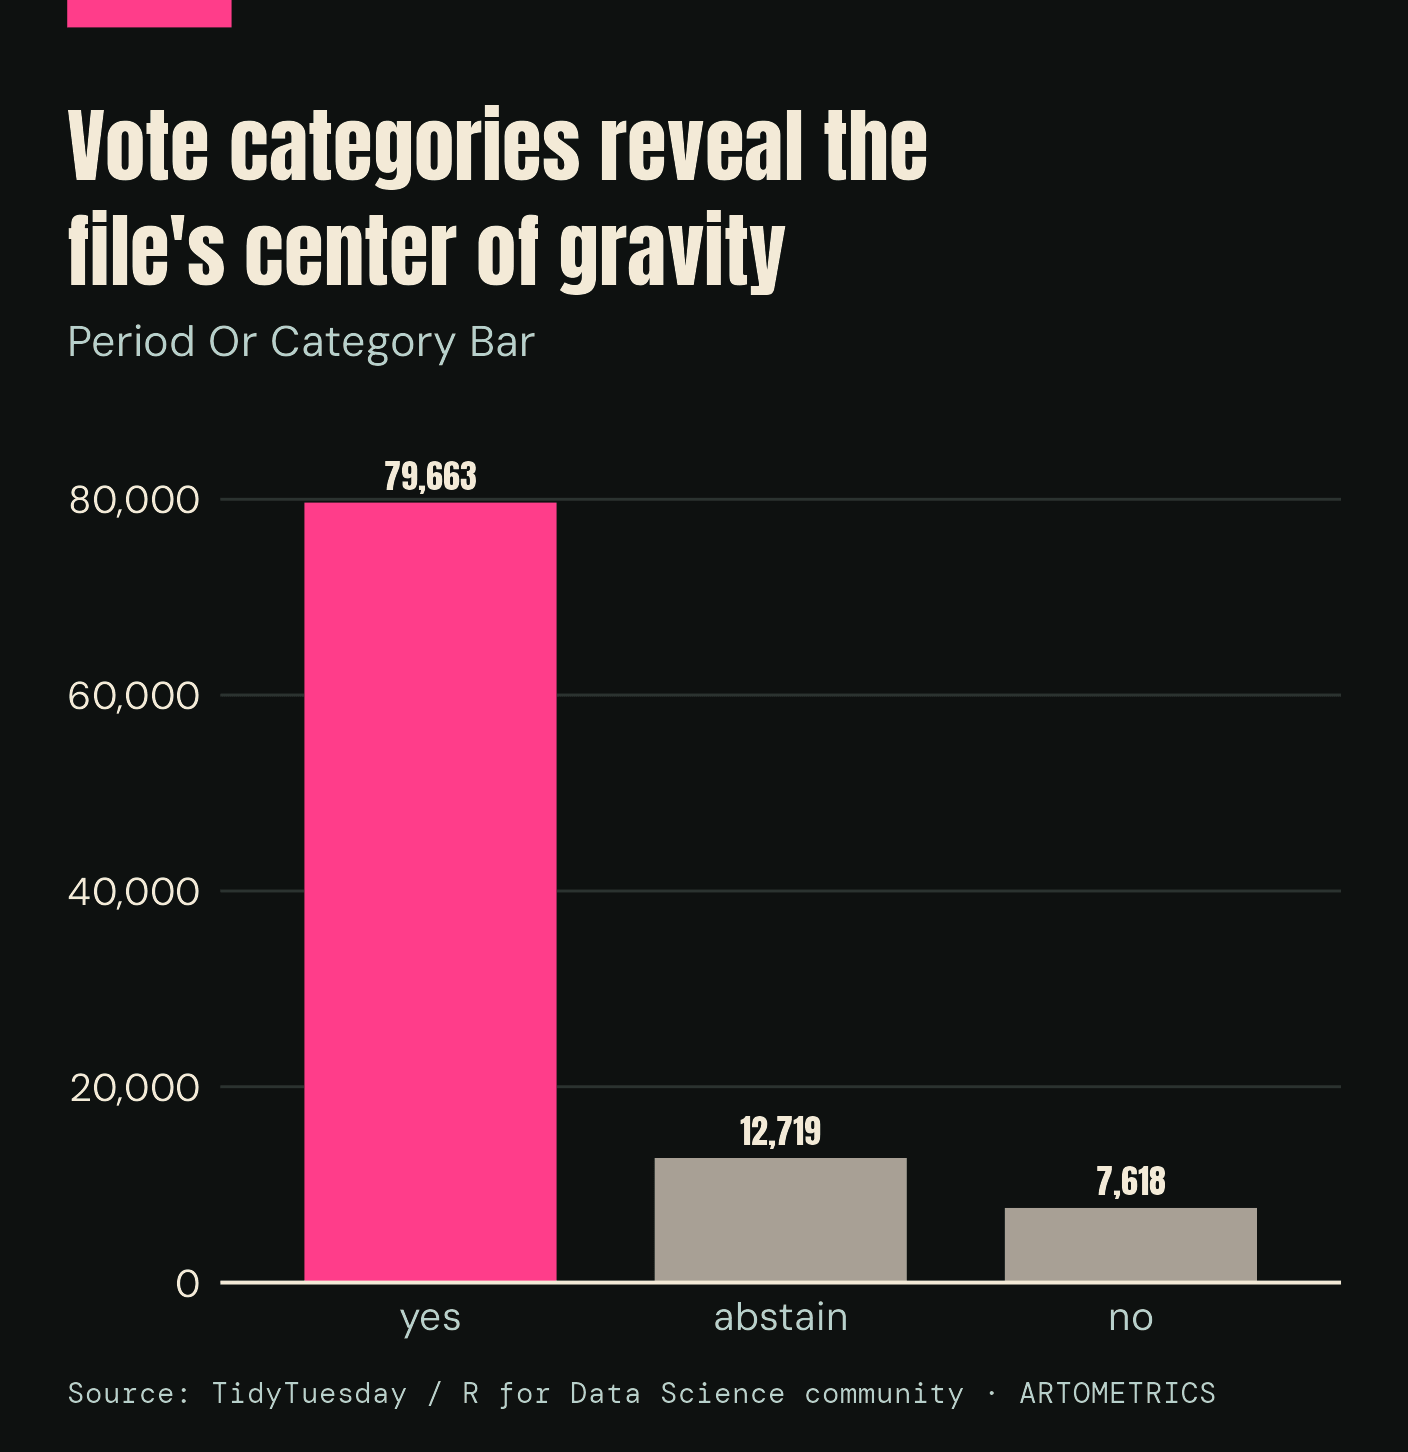 Vote categories reveal the
file's center of gravity
Period Or Category Bar
79,663
80,000
60,000
40,000
20,000
12,719
7,618
0
yes abstain no
Source: TidyTuesday / R for Data Science community · ARTOMETRICS